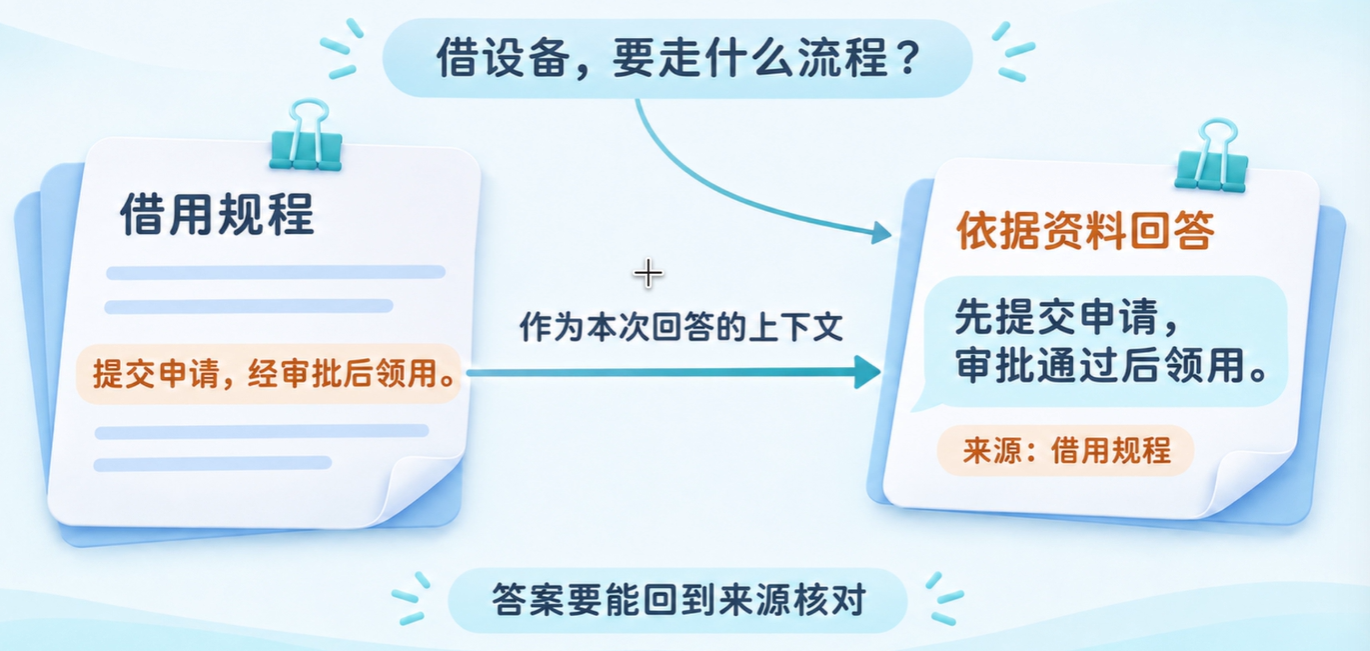 借设备，要走什么流程？
借用规程
提交申请，经审批后领用。
作为本次回答的上下文
依据资料回答
先提交申请，
审批通过后领用。
来源：借用规程
答案要能回到来源核对